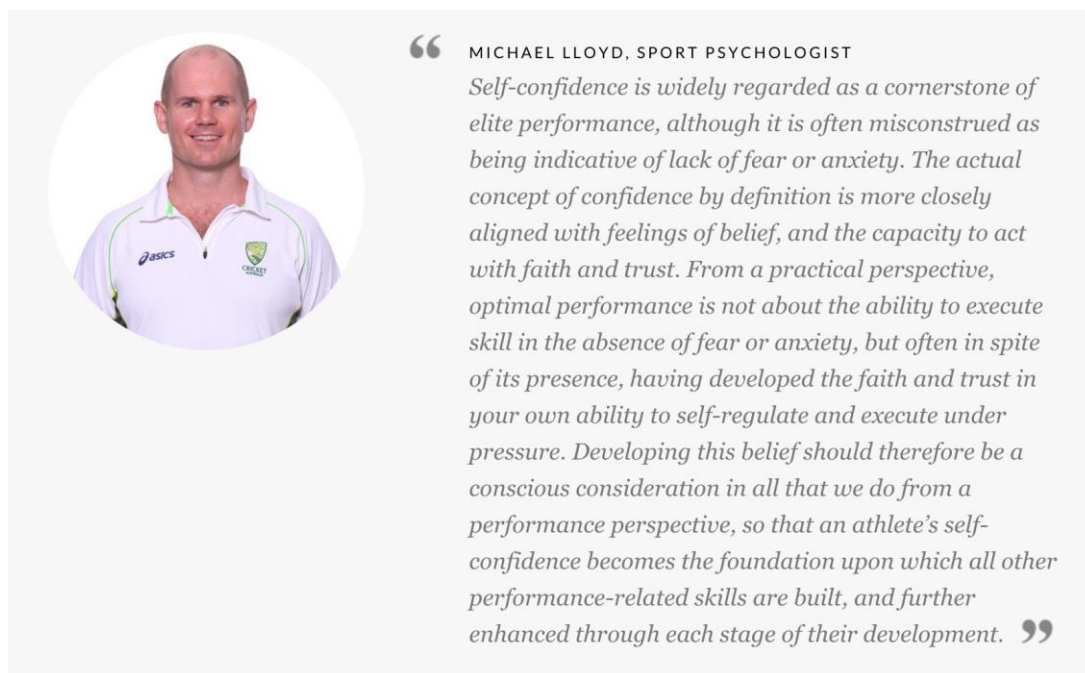 MICHAEL LLOYD, SPORT PSYCHOLOGIST
Self-confidence is widely regarded as a cornerstone of
elite performance, although it is often misconstrued as
being indicative of lack of fear or anxiety. The actual
concept of confidence by definition is more closely
aligned with feelings of belief, and the capacity to act
with faith and trust. From a practical perspective,
optimal performance is not about the ability to execute
skill in the absence of fear or anxiety, but often in spite
of its presence, having developed the faith and trust in
your own ability to self-regulate and execute under
pressure. Developing this belief should therefore be a
conscious consideration in all that we do from a
performance perspective, so that an athlete’s self-
confidence becomes the foundation upon which all other
performance-related skills are built, and further
enhanced through each stage of their development. ”
asics
CRICKET
AUSTRALIA